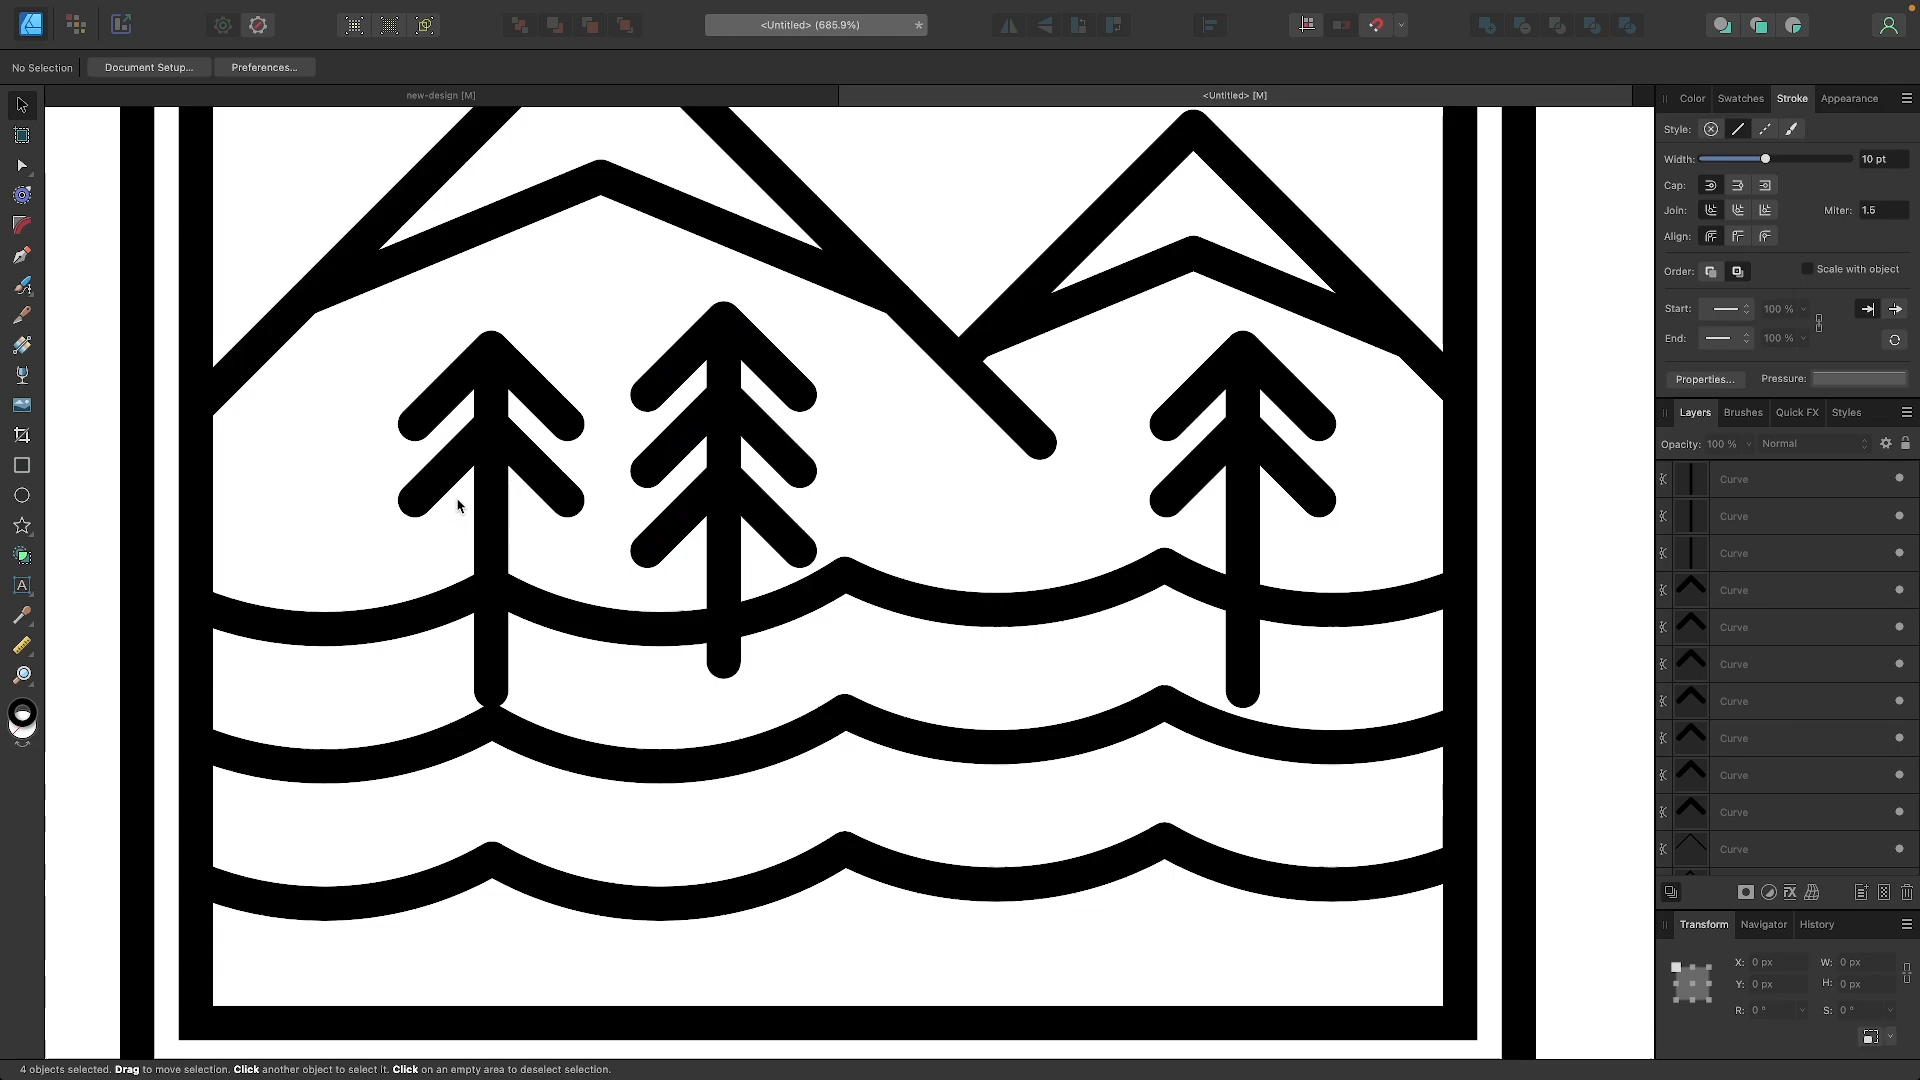 <Untitled> (685.9%)
*
No Selection
Document Setup...
Preferences...
new-design [M]
<Untitled> [M]
Color
Swatches
Stroke
Appearance
Style:
Width:
10 pt
Cap:
Join:
Miter:
1.5
Align:
Order:
Scale with object
Start:
100 %
End:
100 %
Properties...
Pressure:
Layers
Brushes
Quick FX
Styles
Opacity:
100 %
Normal
Curve
Curve
Curve
Curve
Curve
Curve
Curve
Curve
Curve
Curve
Curve
FX
A
Transform
Navigator
History
X:
0 px
W:
0 px
Y:
0 px
H:
0 px
R:
0 °
S:
0 °
4 objects selected. Drag to move selection. Click another object to select it. Click on an empty area to deselect selection.